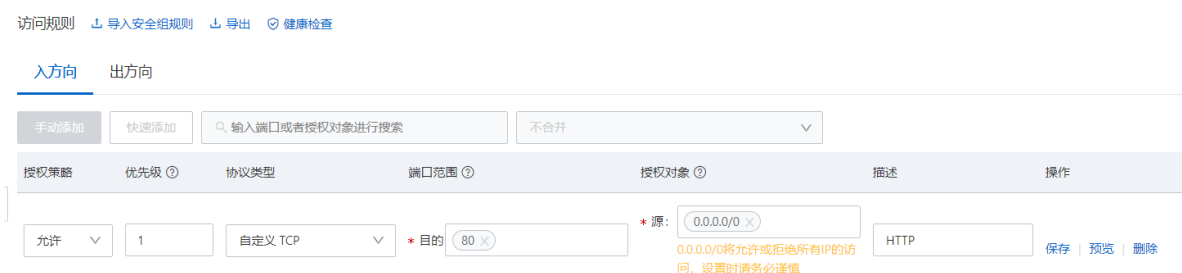 访问规则 导入安全组规则 导出 健康检查
入方向 出方向
手动添加 快速添加 输入端口或者授权对象进行搜索 不合并
授权策略 优先级 协议类型 端口范围 授权对象 描述 操作
允许 1 自定义 TCP * 目的 80 * 源: 0.0.0.0/0 HTTP 保存 预览 删除
0.0.0.0/0将允许或拒绝所有IP的访
问，设置时请务必谨慎